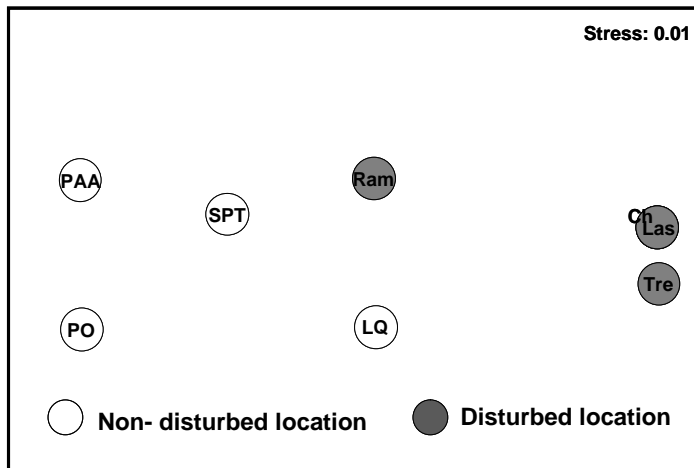 Stress: 0.01
PAA
Ram
SPT
Ch
Las
Tre
PO
LQ
Non- disturbed location
Disturbed location